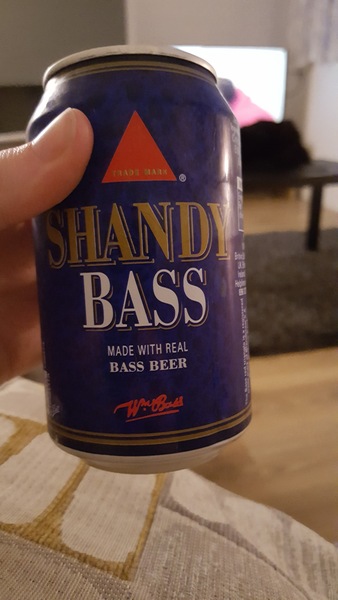 TRADE MARK
®
SHANDY
BASS
MADE WITH REAL
BASS BEER
Wm Bass